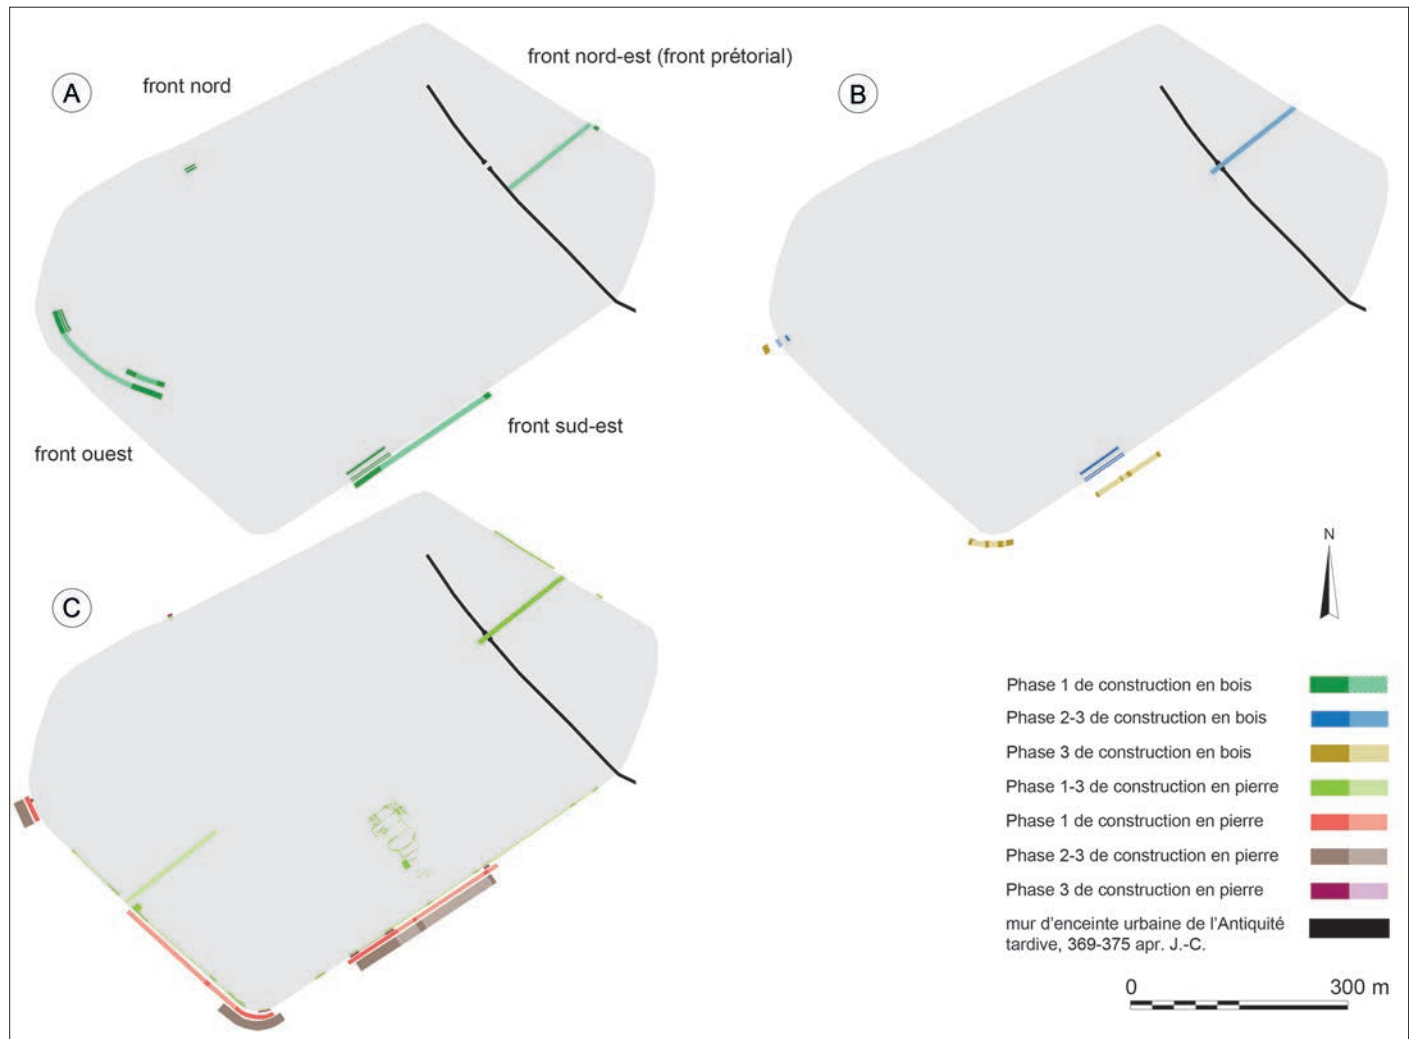 A
front nord
front nord-est (front prétorial)
B
front ouest
front sud-est
C
N
Phase 1 de construction en bois
Phase 2-3 de construction en bois
Phase 3 de construction en bois
Phase 1-3 de construction en pierre
Phase 1 de construction en pierre
Phase 2-3 de construction en pierre
Phase 3 de construction en pierre
mur d'enceinte urbaine de l'Antiquité
tardive, 369-375 apr. J.-C.
0 300 m